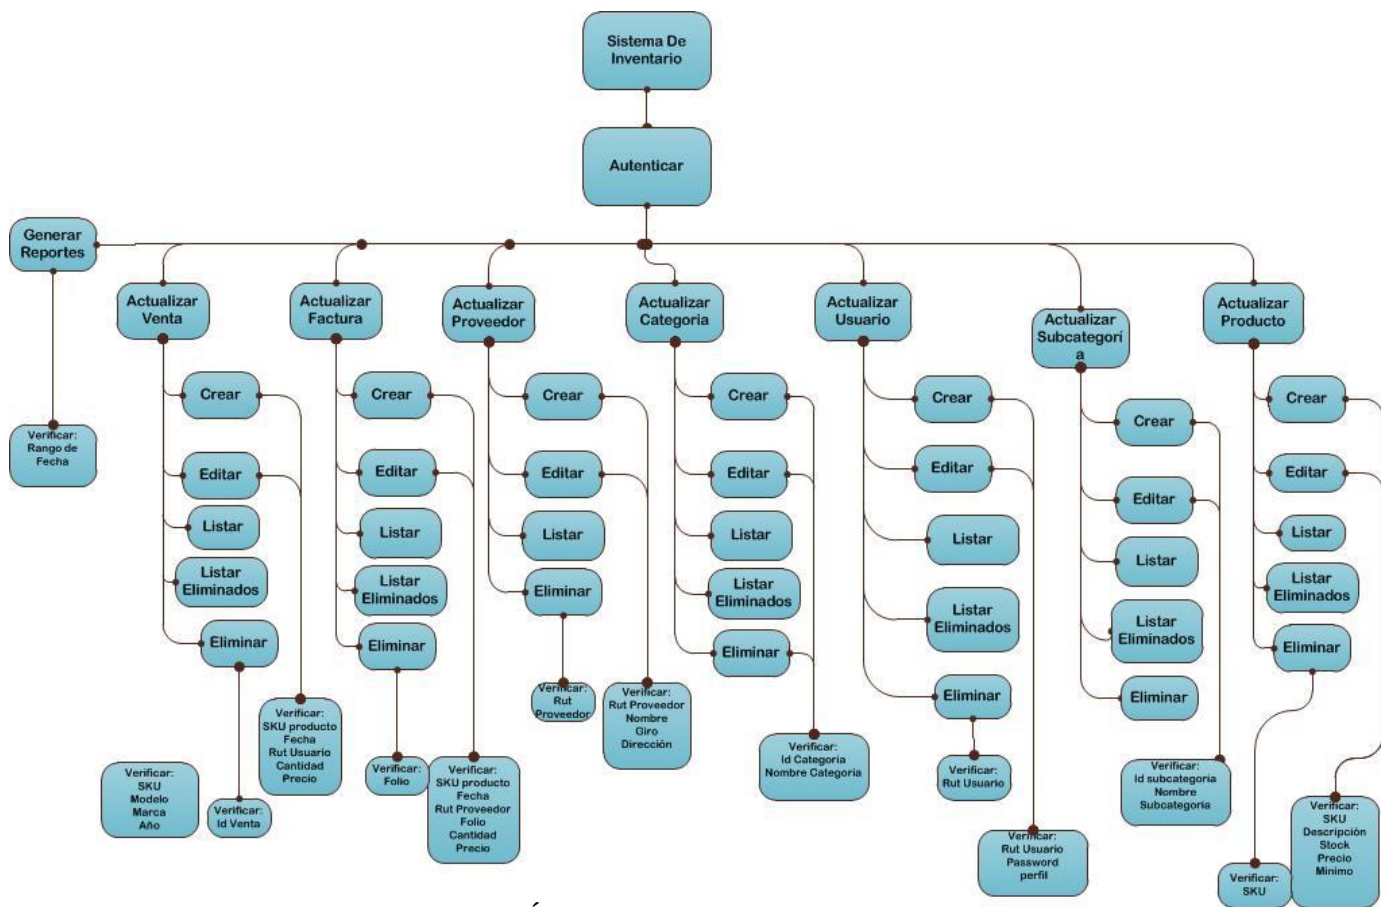 Sistema De
Inventario
Autenticar
Generar
Reportes
Verificar:
Rango de
Fecha
Actualizar
Venta
Crear
Editar
Listar
Listar
Eliminados
Eliminar
Verificar:
SKU
Modelo
Marca
Año
Verificar:
Id Venta
Verificar:
SKU producto
Fecha
Rut Usuario
Cantidad
Precio
Actualizar
Factura
Crear
Editar
Listar
Listar
Eliminados
Eliminar
Verificar:
Folio
Verificar:
SKU producto
Fecha
Rut Proveedor
Folio
Cantidad
Precio
Actualizar
Proveedor
Crear
Editar
Listar
Eliminar
Verificar:
Rut
Proveedor
Verificar:
Rut Proveedor
Nombre
Giro
Dirección
Actualizar
Categoria
Crear
Editar
Listar
Listar
Eliminados
Eliminar
Verificar:
Id Categoria
Nombre Categoria
Actualizar
Usuario
Crear
Editar
Listar
Listar
Eliminados
Eliminar
Verificar:
Rut Usuario
Verificar:
Rut Usuario
Password
perfil
Actualizar
Subcategorí
a
Crear
Editar
Listar
Listar
Eliminados
Eliminar
Verificar:
Id subcategoria
Nombre
Subcategoria
Actualizar
Producto
Crear
Editar
Listar
Listar
Eliminados
Eliminar
Verificar:
SKU
Verificar:
SKU
Descripción
Stock
Precio
Minimo